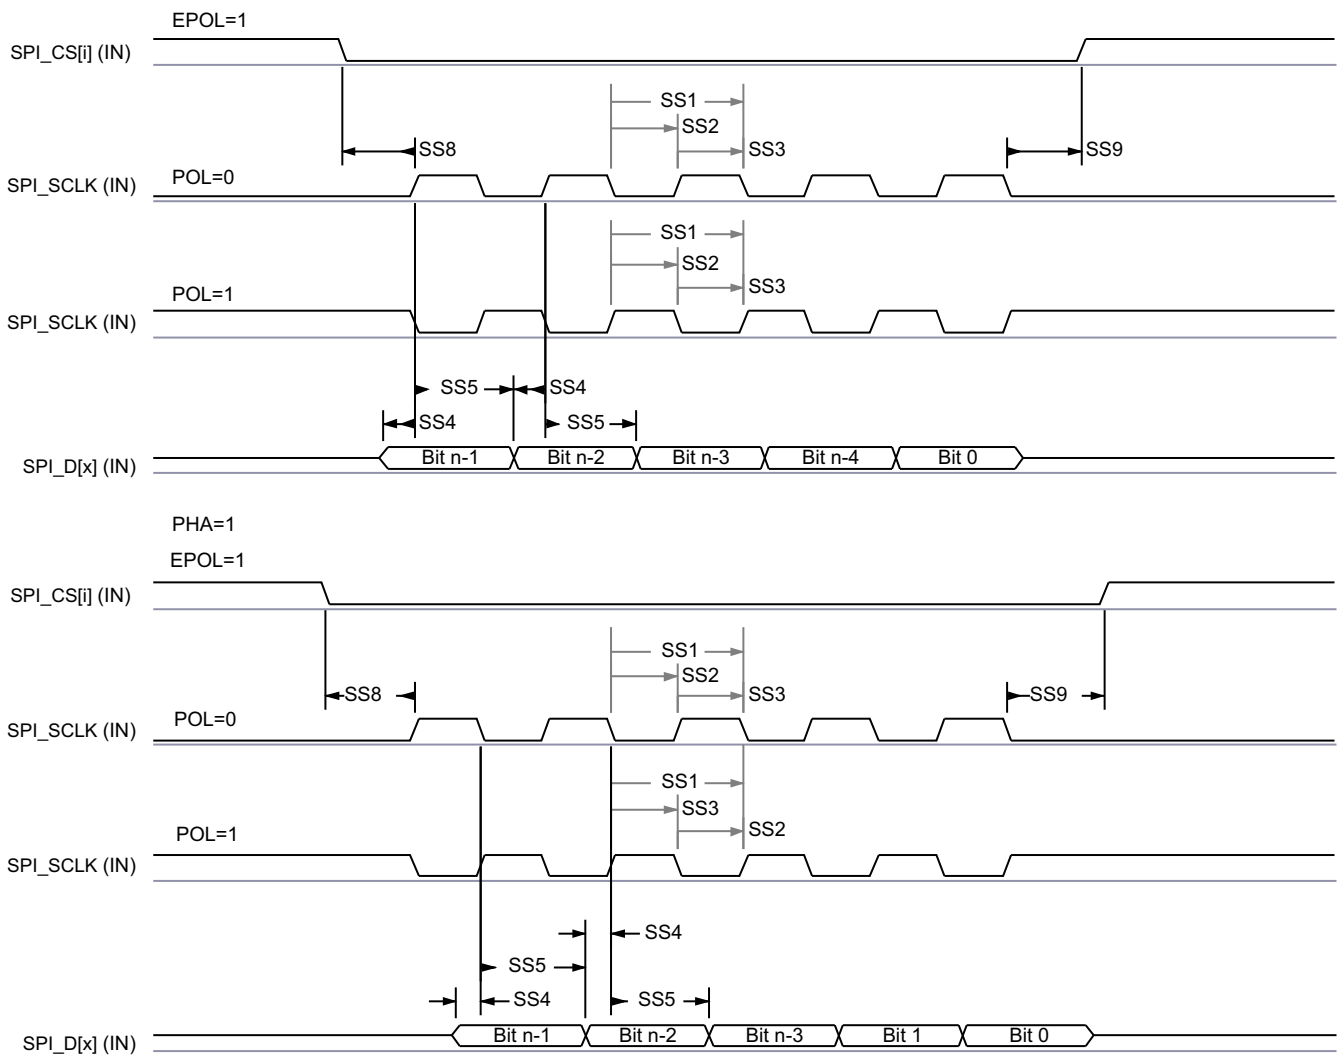 EPOL=1
SPI_CS[i] (IN)
SS1
SS2
SS8
SS3
SS9
POL=0
SPI_SCLK (IN)
SS1
SS2
SS3
POL=1
SPI_SCLK (IN)
SS5
SS4
SS4
SS5
SPI_D[x] (IN)
Bit n-1
Bit n-2
Bit n-3
Bit n-4
Bit 0
PHA=1
EPOL=1
SPI_CS[i] (IN)
SS1
SS2
SS8
SS3
SS9
POL=0
SPI_SCLK (IN)
SS1
SS3
SS2
POL=1
SPI_SCLK (IN)
SS4
SS5
SS4
SS5
SPI_D[x] (IN)
Bit n-1
Bit n-2
Bit n-3
Bit 1
Bit 0